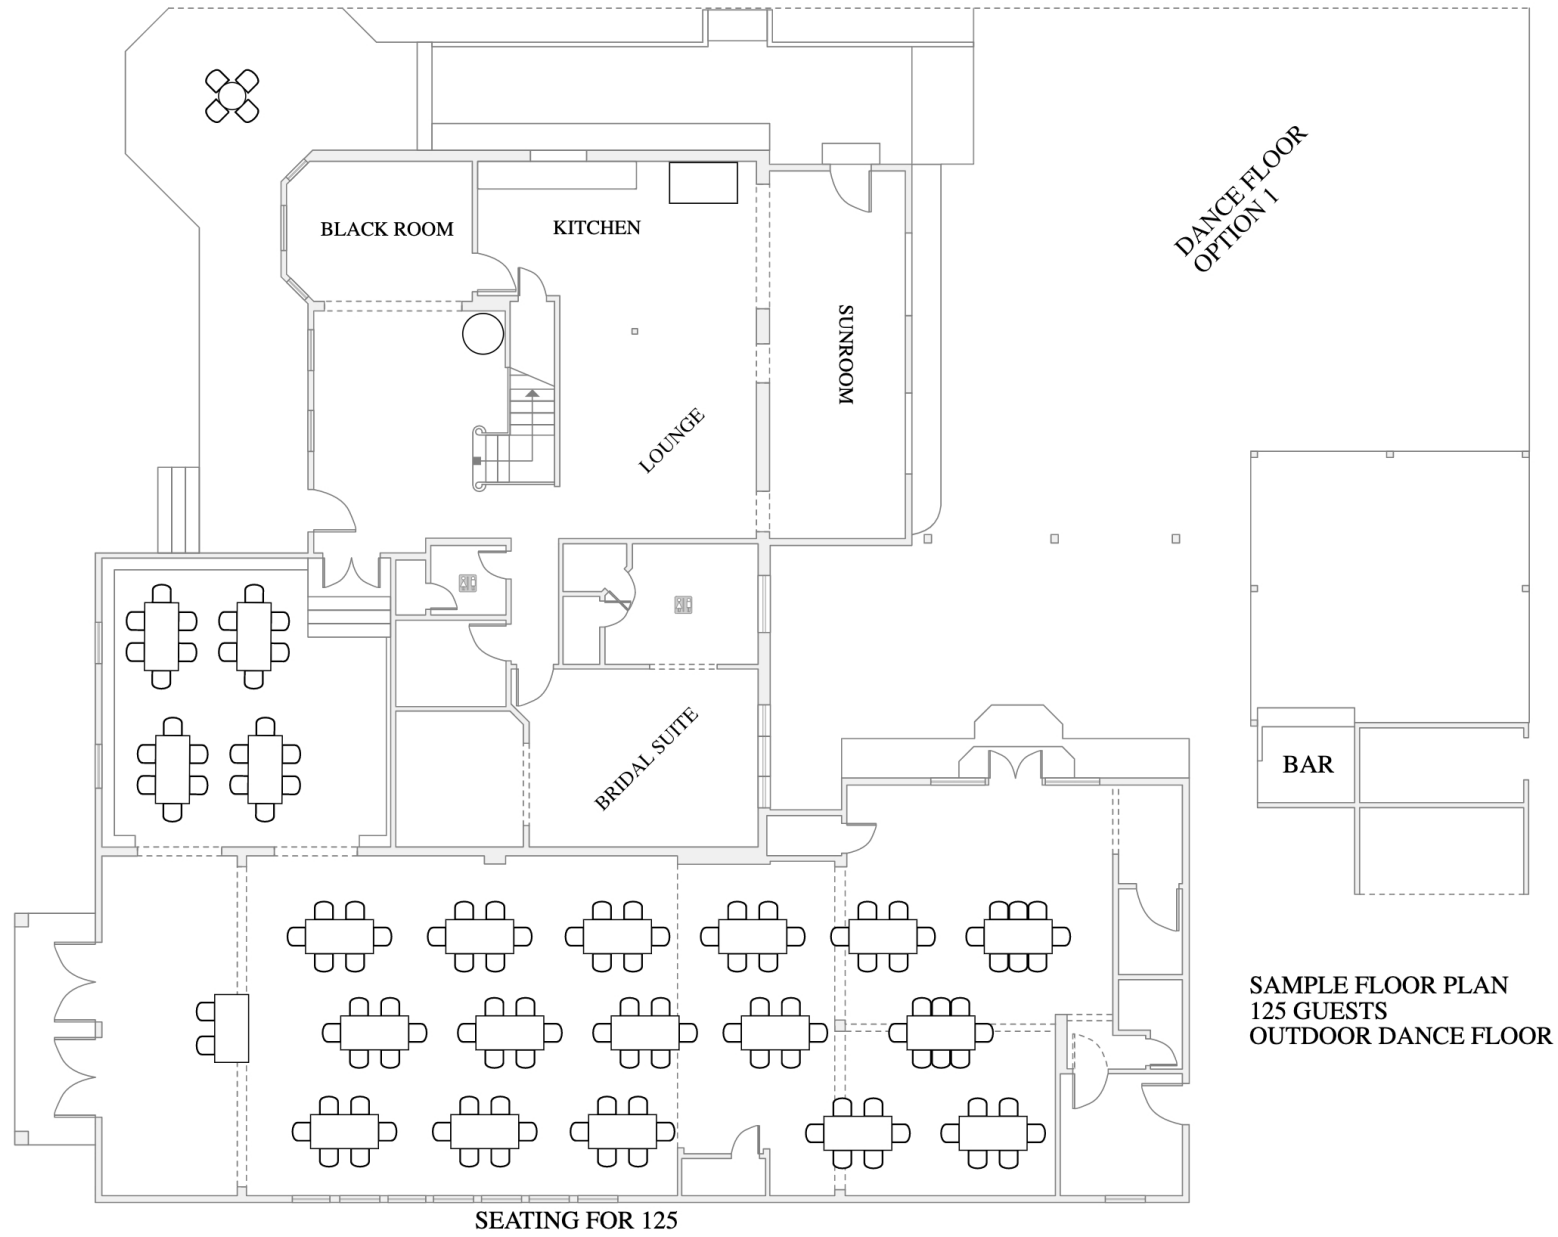 DANCE FLOOR
OPTION 1
BLACK ROOM
KITCHEN
SUNROOM
LOUNGE
BRIDAL SUITE
BAR
SAMPLE FLOOR PLAN
125 GUESTS
OUTDOOR DANCE FLOOR
SEATING FOR 125